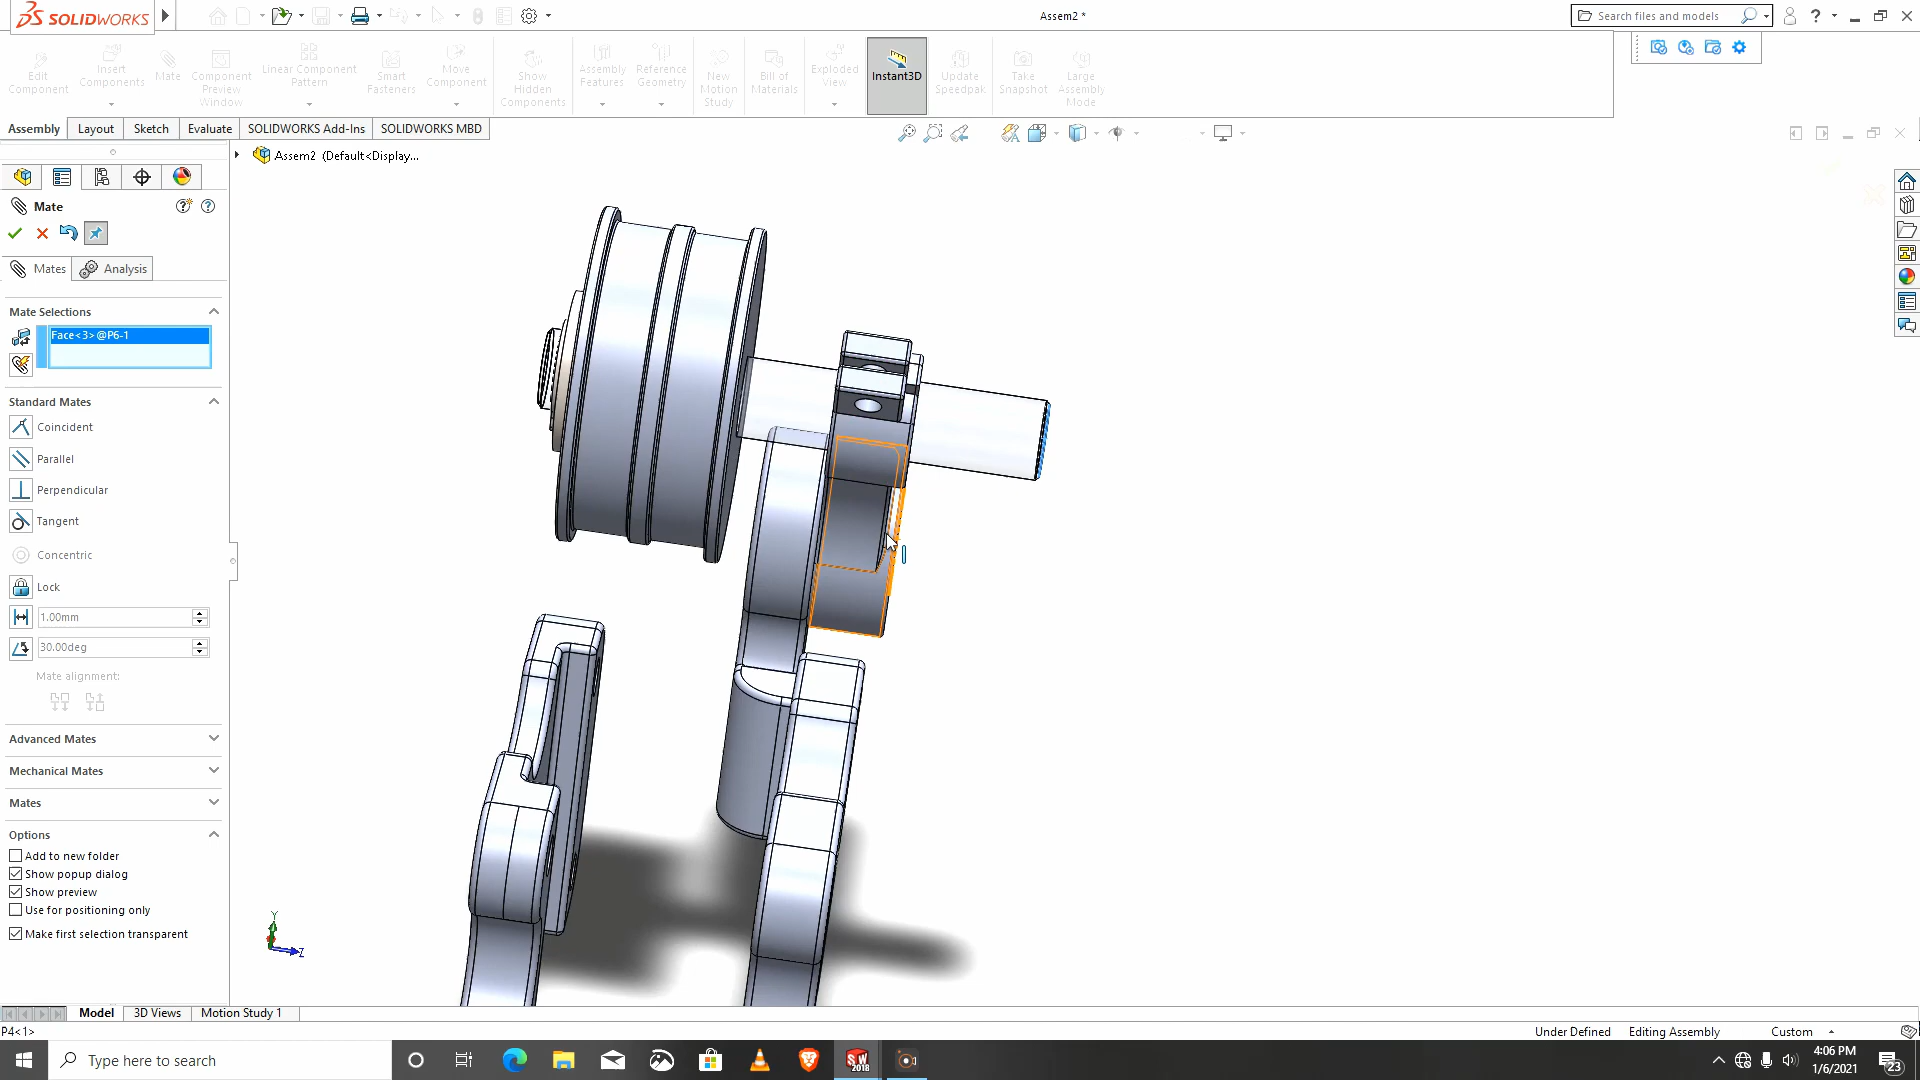 SOLIDWORKS
Assem2 *
Search files and models
Edit Component
Insert Components
Mate
Component Preview Window
Linear Component Pattern
Smart Fasteners
Move Component
Show Hidden Components
Assembly Features
Reference Geometry
New Motion Study
Bill of Materials
Exploded View
Instant3D
Update Speedpak
Take Snapshot
Large Assembly Mode
Assembly
Layout
Sketch
Evaluate
SOLIDWORKS Add-Ins
SOLIDWORKS MBD
Assem2 (Default<Display...
Mate
Mates
Analysis
Mate Selections
Face<3>@P6-1
Standard Mates
Coincident
Parallel
Perpendicular
Tangent
Concentric
Lock
1.00mm
30.00deg
Mate alignment:
Advanced Mates
Mechanical Mates
Mates
Options
Add to new folder
Show popup dialog
Show preview
Use for positioning only
Make first selection transparent
Y
Z
Model
3D Views
Motion Study 1
P4<1>
Under Defined
Editing Assembly
Custom
Type here to search
SW
2018
4:06 PM
1/6/2021
23